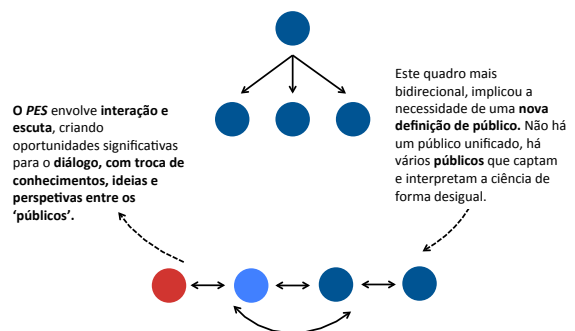 O PES envolve interação e
escuta, criando
oportunidades significativas
para o diálogo, com troca de
conhecimentos, ideias e
perspetivas entre os
‘públicos’.
Este quadro mais
bidirecional, implicou a
necessidade de uma nova
definição de público. Não há
um público unificado, há
vários públicos que captam
e interpretam a ciência de
forma desigual.